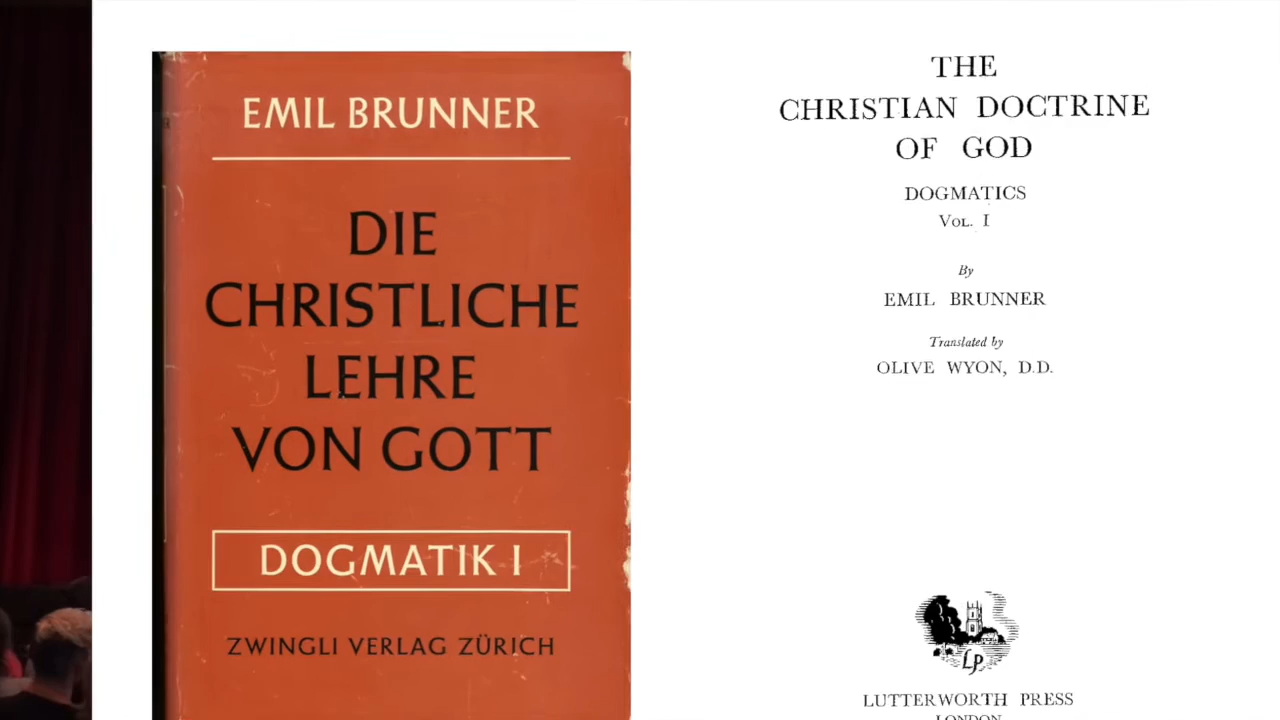 EMIL BRUNNER
DIE
CHRISTLICHE
LEHRE
VON GOTT
DOGMATIK I
ZWINGLI VERLAG ZÜRICH
THE
CHRISTIAN DOCTRINE
OF GOD
DOGMATICS
VOL. I
By
EMIL BRUNNER
Translated by
OLIVE WYON, D.D.
LP
LUTTERWORTH PRESS
LONDON